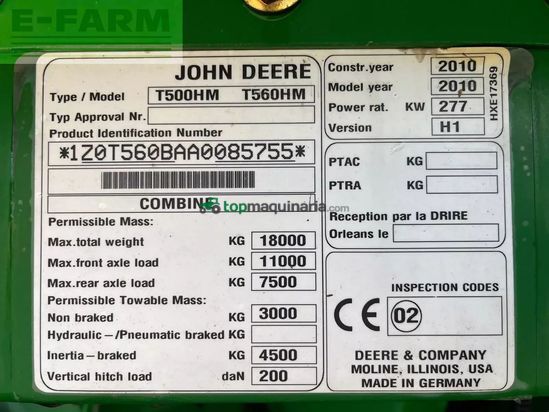 E-FARM
JOHN DEERE
Type / Model T500HM T560HM
Typ Approval Nr.
Product Identification Number
*1Z0T560BAA0085755*
COMBINE
Permissible Mass:
Max.total weight KG 18000
Max.front axle load KG 11000
Max.rear axle load KG 7500
Permissible Towable Mass:
Non braked KG 3000
Hydraulic-/Pneumatic braked KG
Inertia-braked KG 4500
Vertical hitch load daN 200
Constr.year 2010
Model year 2010
Power rat. KW 277
Version H1
HXE17369
PTAC KG
PTRA KG
Reception par la DRIRE
Orleans le
INSPECTION CODES
CE 02
DEERE & COMPANY
MOLINE, ILLINOIS, USA
MADE IN GERMANY
topmaquinaria.com